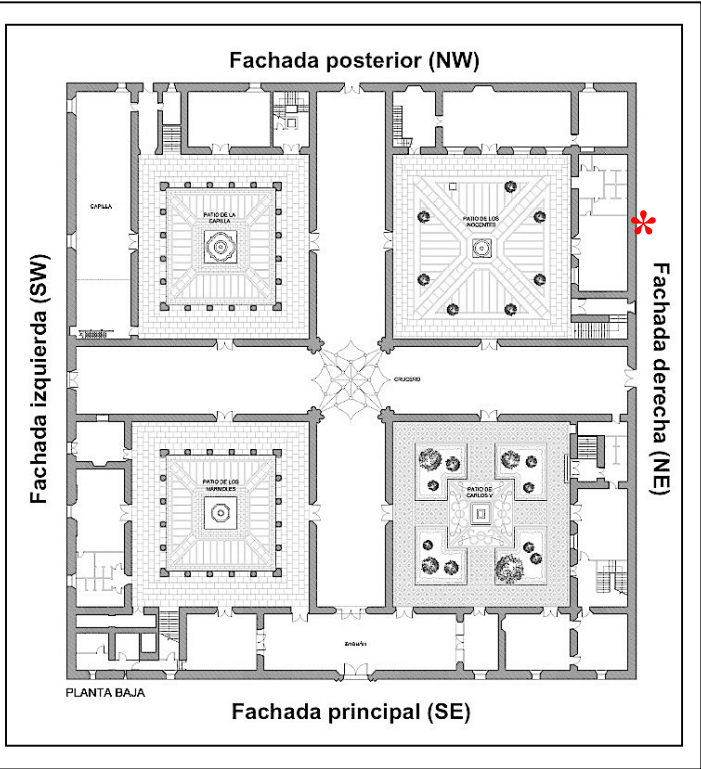 Fachada posterior (NW)
CAPILLA
PATIO DE LA
CAPILLA
PATIO DE LOS
INOCENTES
*
Fachada izquierda (SW)
Fachada derecha (NE)
CRUCERO
PATIO DE LOS
MÁRMOLES
PATIO DE
CARLOS V
ZAGUÁN
PLANTA BAJA
Fachada principal (SE)